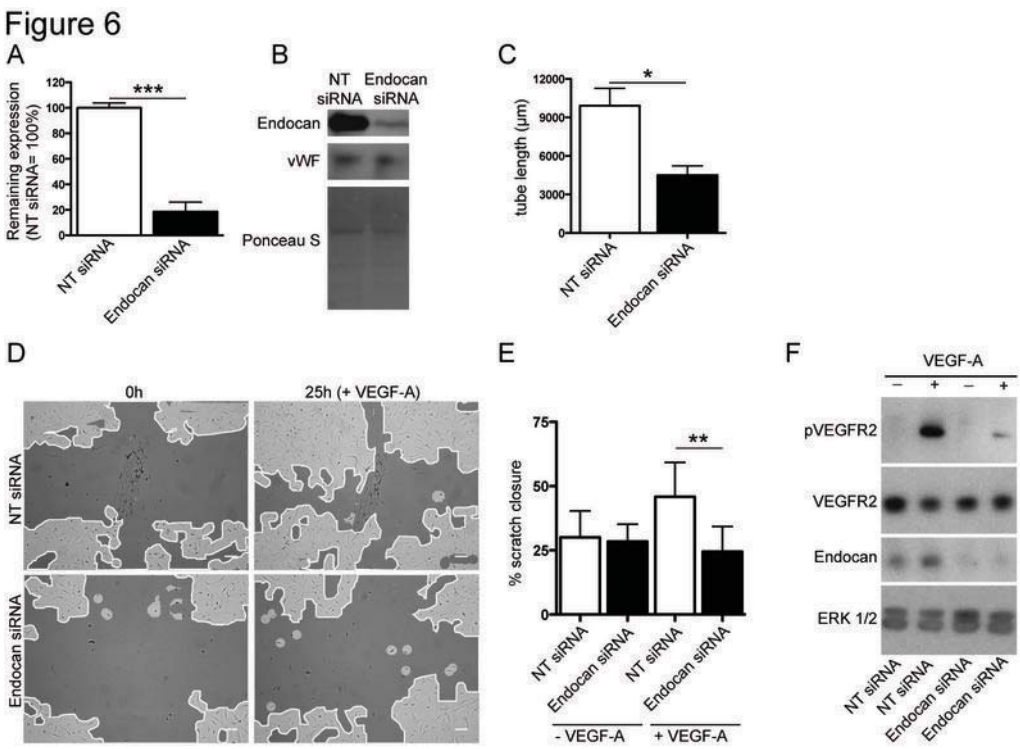 Figure 6
A
Remaining expression
(NT siRNA= 100%)
120
100
80
60
40
20
0
***
NT siRNA
Endocan siRNA
B
NT
siRNA
Endocan
siRNA
Endocan
vWF
Ponceau S
C
tube length (µm)
12000
9000
6000
3000
0
*
NT siRNA
Endocan siRNA
D
0h
25h (+ VEGF-A)
NT siRNA
Endocan siRNA
E
% scratch closure
75
50
25
0
**
NT siRNA
Endocan siRNA
NT siRNA
Endocan siRNA
- VEGF-A
+ VEGF-A
F
VEGF-A
– + – +
pVEGFR2
VEGFR2
Endocan
ERK 1/2
NT siRNA
NT siRNA
Endocan siRNA
Endocan siRNA